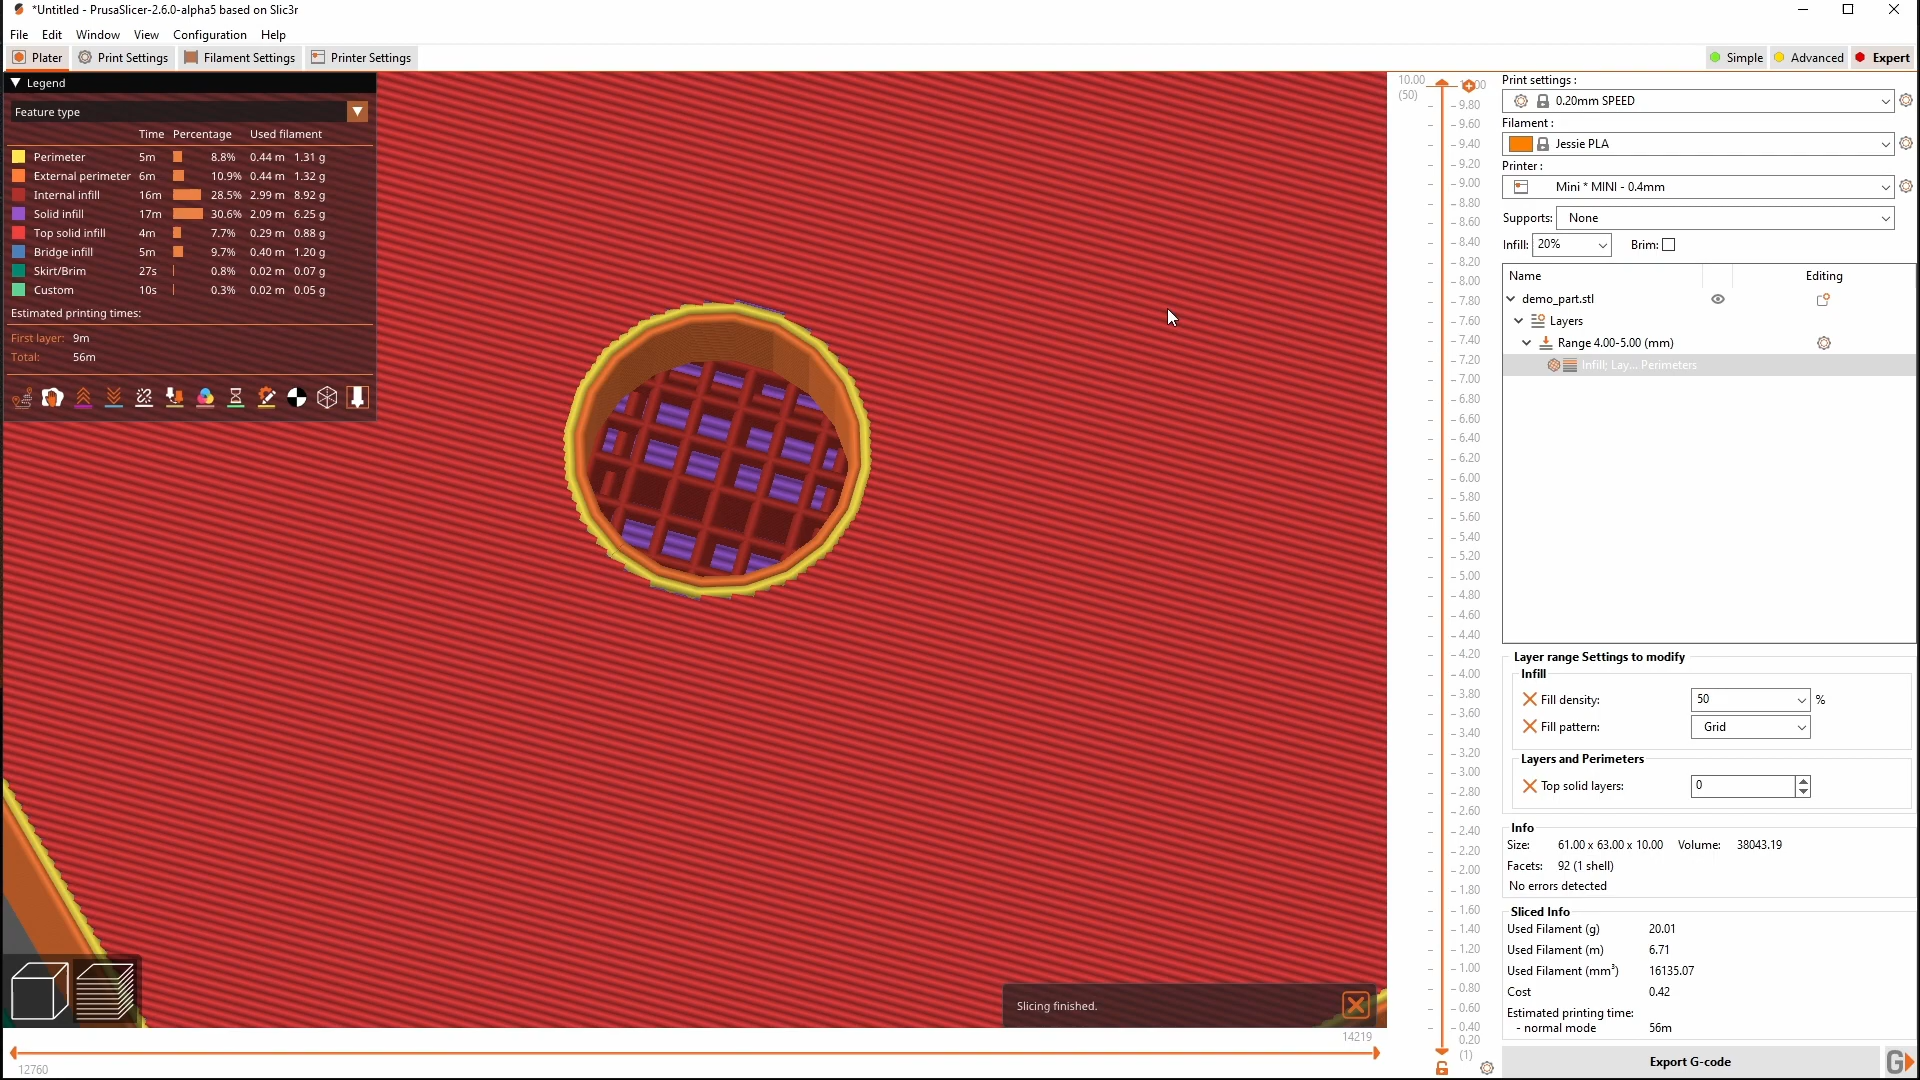 *Untitled - PrusaSlicer-2.6.0-alpha5 based on Slic3r
File Edit Window View Configuration Help
Plater Print Settings Filament Settings Printer Settings Simple Advanced Expert
Legend
Feature type
Time Percentage Used filament
Perimeter 5m 8.8% 0.44 m 1.31 g
External perimeter 6m 10.9% 0.44 m 1.32 g
Internal infill 16m 28.5% 2.99 m 8.92 g
Solid infill 17m 30.6% 2.09 m 6.25 g
Top solid infill 4m 7.7% 0.29 m 0.88 g
Bridge infill 5m 9.7% 0.40 m 1.20 g
Skirt/Brim 27s 0.8% 0.02 m 0.07 g
Custom 10s 0.3% 0.02 m 0.05 g
Estimated printing times:
First layer: 9m
Total: 56m
Slicing finished.
14219
12760
10.00
(50)
9.80
9.60
9.40
9.20
9.00
8.80
8.60
8.40
8.20
8.00
7.80
7.60
7.40
7.20
7.00
6.80
6.60
6.40
6.20
6.00
5.80
5.60
5.40
5.20
5.00
4.80
4.60
4.40
4.20
4.00
3.80
3.60
3.40
3.20
3.00
2.80
2.60
2.40
2.20
2.00
1.80
1.60
1.40
1.20
1.00
0.80
0.60
0.40
0.20
(1)
Print settings :
0.20mm SPEED
Filament :
Jessie PLA
Printer :
Mini * MINI - 0.4mm
Supports: None
Infill: 20% Brim:
Name Editing
demo_part.stl
Layers
Range 4.00-5.00 (mm)
Infill; Lay... Perimeters
Layer range Settings to modify
Infill
Fill density: 50 %
Fill pattern: Grid
Layers and Perimeters
Top solid layers: 0
Info
Size: 61.00 x 63.00 x 10.00 Volume: 38043.19
Facets: 92 (1 shell)
No errors detected
Sliced Info
Used Filament (g) 20.01
Used Filament (m) 6.71
Used Filament (mm³) 16135.07
Cost 0.42
Estimated printing time:
- normal mode 56m
Export G-code
G